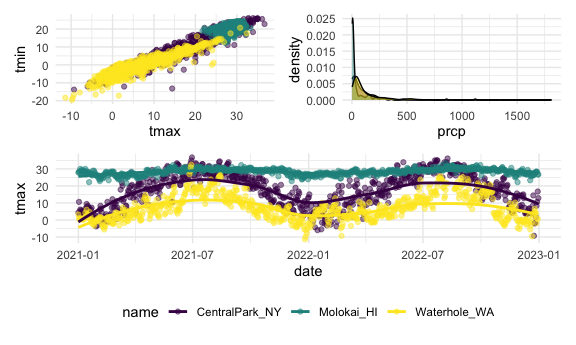 tmin
20
10
0
-10
-20
-10 0 10 20 30
tmax
density
0.025
0.020
0.015
0.010
0.005
0.000
0 500 1000 1500
prcp
tmax
30
20
10
0
-10
2021-01 2021-07 2022-01 2022-07 2023-01
date
name CentralPark_NY Molokai_HI Waterhole_WA